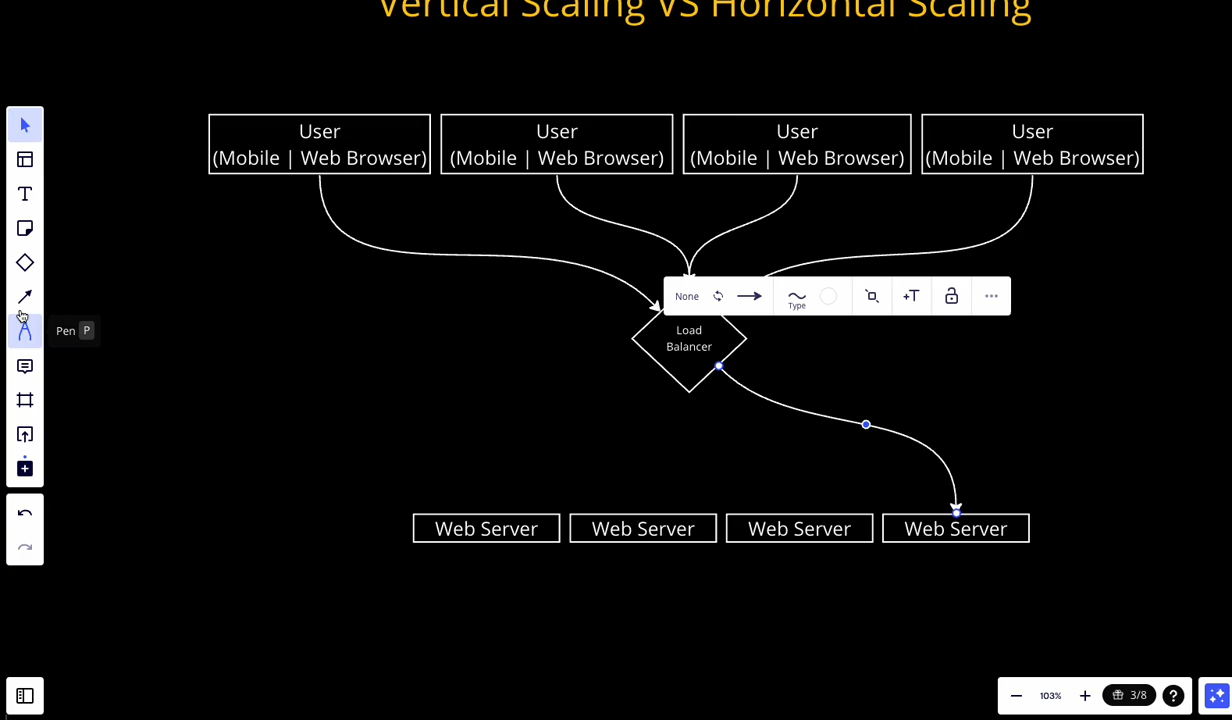 Vertical Scaling VS Horizontal Scaling
User
(Mobile | Web Browser)
User
(Mobile | Web Browser)
User
(Mobile | Web Browser)
User
(Mobile | Web Browser)
None
Type
+T
T
Pen P
Load
Balancer
Web Server
Web Server
Web Server
Web Server
103%
3/8
?